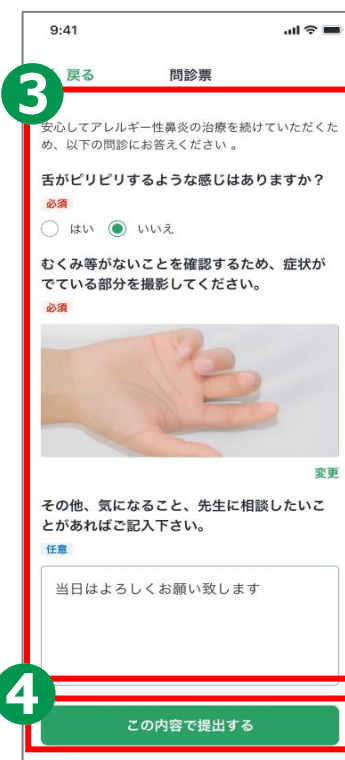 9:41
戻る
問診票
3
安心してアレルギー性鼻炎の治療を続けていただくた
め、以下の問診にお答えください 。
舌がピリピリするような感じはありますか？
必須
はい
いいえ
むくみ等がないことを確認するため、症状が
でている部分を撮影してください。
必須
変更
その他、気になること、先生に相談したいこ
とがあればご記入下さい。
任意
当日はよろしくお願い致します
4
この内容で提出する